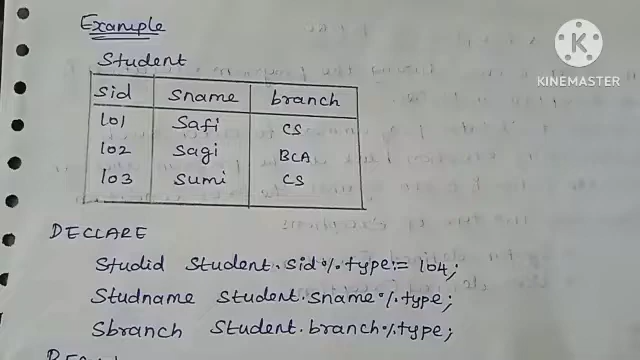 Example
K
KINEMASTER
Student
sid sname branch
101 Safi CS
102 Sagi BCA
103 Sumi CS
DECLARE
Studid Student.sid%type:= 104;
Studname Student.sname%type;
Sbranch Student.branch%type;